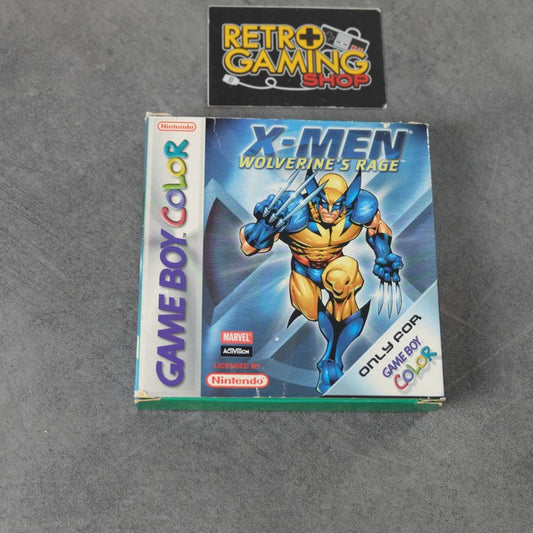 RETRO
GAMING
SHOP
Nintendo
GAME BOY COLOR
X-MEN
WOLVERINE'S RAGE™
MARVEL
ACTIVISION
LICENSED BY
Nintendo
ONLY FOR
GAME BOY
COLOR